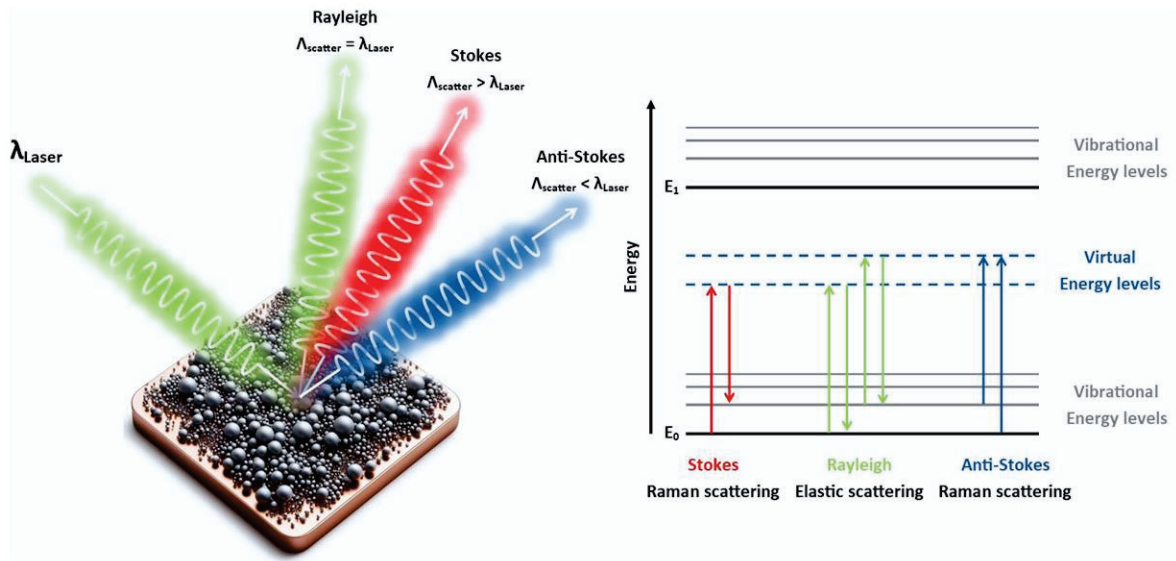 Rayleigh
Λscatter = λLaser
Stokes
Λscatter > λLaser
Anti-Stokes
Λscatter < λLaser
λLaser
Energy
E₁
E₀
Vibrational
Energy levels
Virtual
Energy levels
Vibrational
Energy levels
Stokes
Raman scattering
Rayleigh
Elastic scattering
Anti-Stokes
Raman scattering